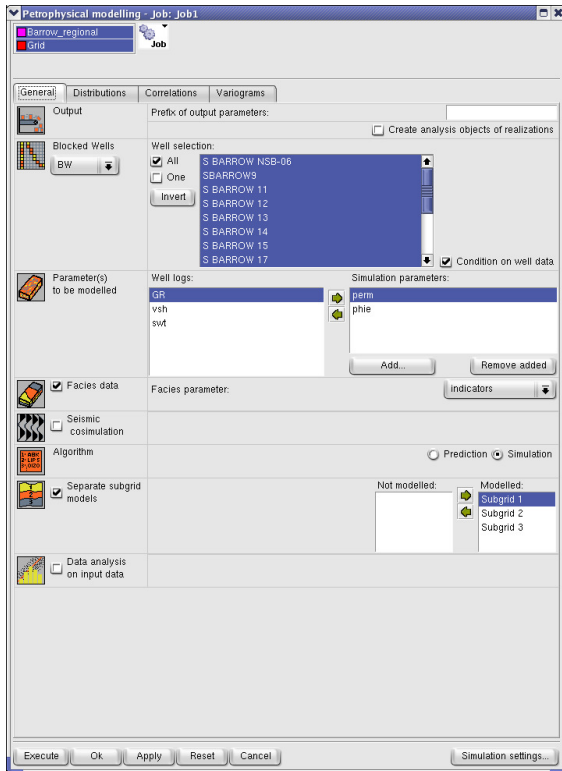 Petrophysical modelling - Job: Job1
Barrow_regional
Grid
Job
General Distributions Correlations Variograms
Output Prefix of output parameters:
Create analysis objects of realizations
Blocked Wells
BW
Well selection:
All
One
Invert
S BARROW NSB-06
SBARROW9
S BARROW 11
S BARROW 12
S BARROW 13
S BARROW 14
S BARROW 15
S BARROW 17
Condition on well data
Parameter(s)
to be modelled
Well logs:
GR
vsh
swt
Simulation parameters:
perm
phie
Add... Remove added
Facies data Facies parameter: indicators
Seismic
cosimulation
Algorithm Prediction Simulation
Separate subgrid
models
Not modelled:
Modelled:
Subgrid 1
Subgrid 2
Subgrid 3
Data analysis
on input data
Execute Ok Apply Reset Cancel Simulation settings...